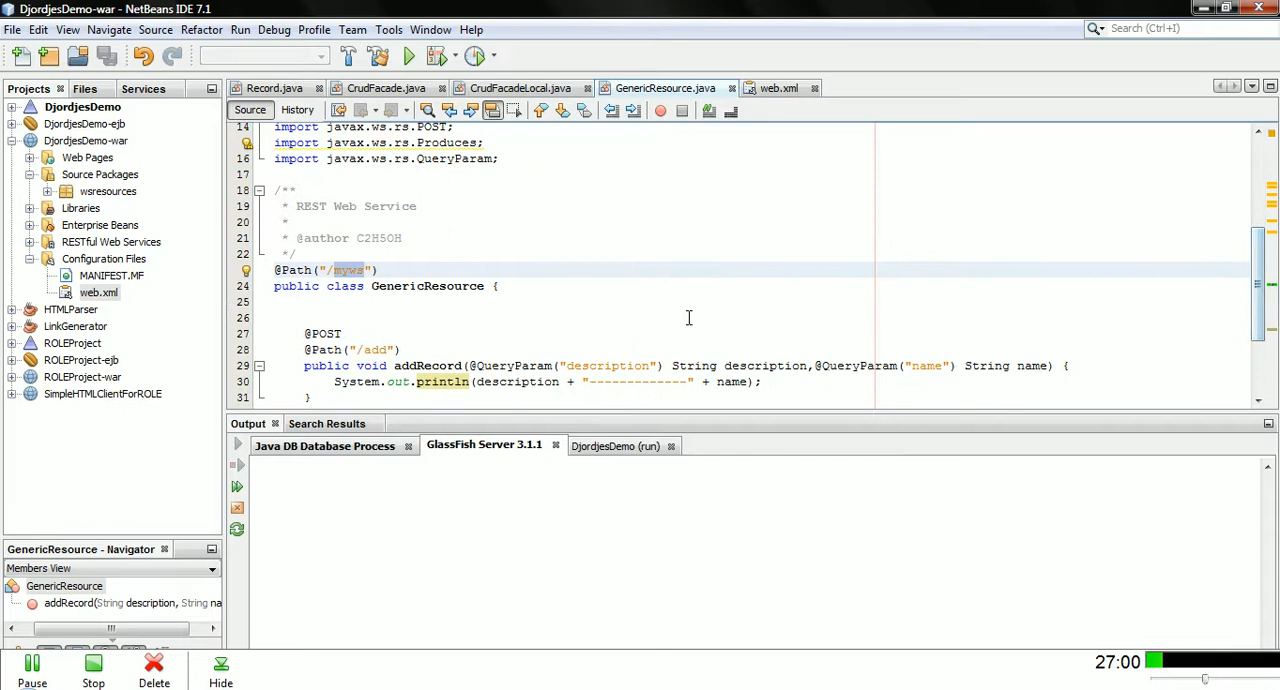 DjordjesDemo-war - NetBeans IDE 7.1
File Edit View Navigate Source Refactor Run Debug Profile Team Tools Window Help
Search (Ctrl+I)
Projects Files Services
Record.java CrudFacade.java CrudFacadeLocal.java GenericResource.java web.xml
Source History
DjordjesDemo
DjordjesDemo-ejb
DjordjesDemo-war
Web Pages
Source Packages
wsresources
Libraries
Enterprise Beans
RESTful Web Services
Configuration Files
MANIFEST.MF
web.xml
HTMLParser
LinkGenerator
ROLEProject
ROLEProject-ejb
ROLEProject-war
SimpleHTMLClientForROLE
14 import javax.ws.rs.POST;
import javax.ws.rs.Produces;
16 import javax.ws.rs.QueryParam;
17
18 /**
19 * REST Web Service
20 *
21 * @author C2H5OH
22 */
@Path("/myws")
24 public class GenericResource {
25
26
27 @POST
28 @Path("/add")
29 public void addRecord(@QueryParam("description") String description,@QueryParam("name") String name) {
30 System.out.println(description + "-------------" + name);
31 }
Output Search Results
Java DB Database Process GlassFish Server 3.1.1 DjordjesDemo (run)
GenericResource - Navigator
Members View
GenericResource
addRecord(String description, String na
Pause Stop Delete Hide
27:00